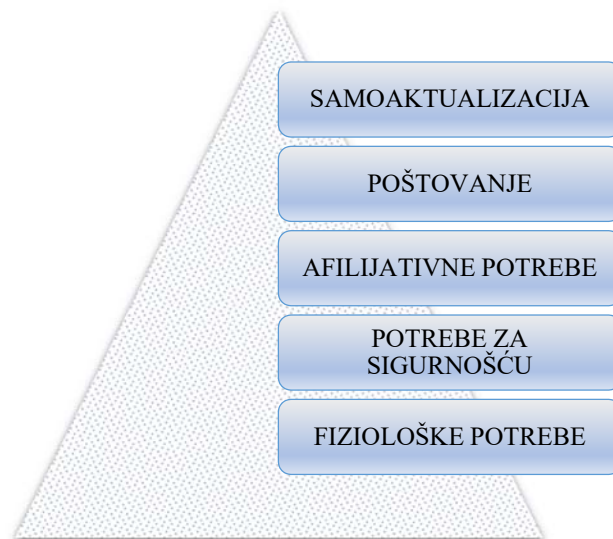 SAMOAKTUALIZACIJA
POŠTOVANJE
AFILIJATIVNE POTREBE
POTREBE ZA
SIGURNOŠĆU
FIZIOLOŠKE POTREBE